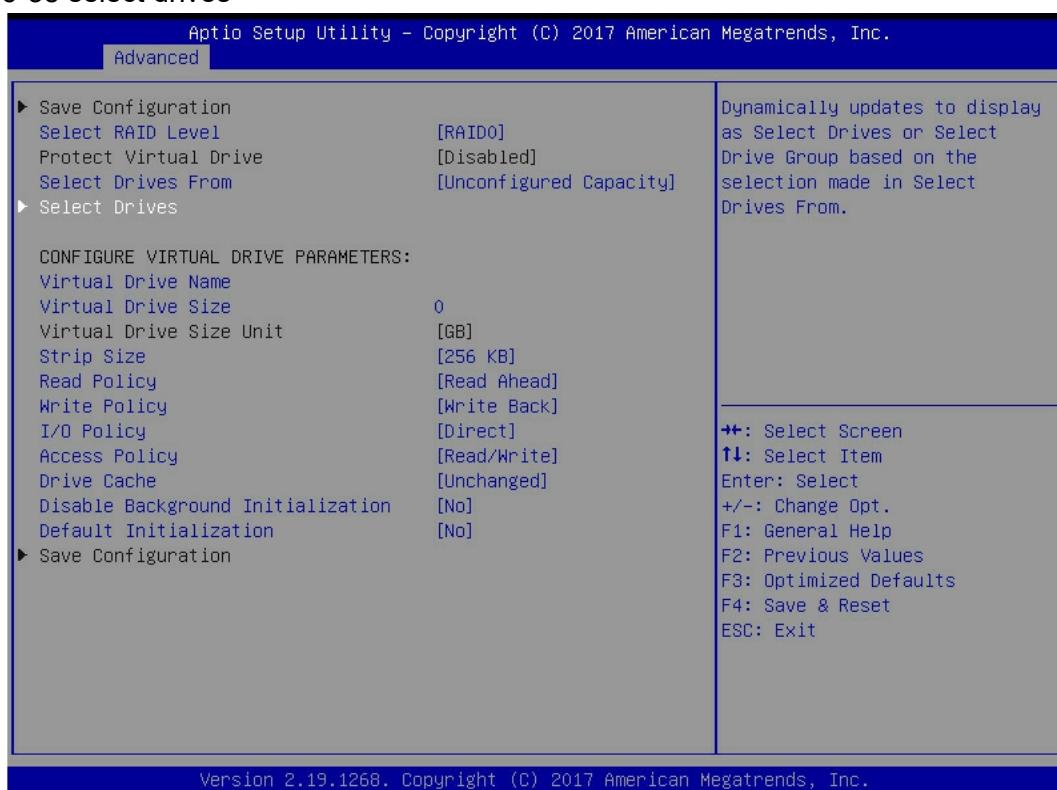 select drives
Aptio Setup Utility – Copyright (C) 2017 American Megatrends, Inc.
Advanced
Save Configuration
Select RAID Level [RAID0]
Protect Virtual Drive [Disabled]
Select Drives From [Unconfigured Capacity]
Select Drives
CONFIGURE VIRTUAL DRIVE PARAMETERS:
Virtual Drive Name
Virtual Drive Size 0
Virtual Drive Size Unit [GB]
Strip Size [256 KB]
Read Policy [Read Ahead]
Write Policy [Write Back]
I/O Policy [Direct]
Access Policy [Read/Write]
Drive Cache [Unchanged]
Disable Background Initialization [No]
Default Initialization [No]
Save Configuration
Dynamically updates to display
as Select Drives or Select
Drive Group based on the
selection made in Select
Drives From.
→←: Select Screen
↑↓: Select Item
Enter: Select
+/-: Change Opt.
F1: General Help
F2: Previous Values
F3: Optimized Defaults
F4: Save & Reset
ESC: Exit
Version 2.19.1268. Copyright (C) 2017 American Megatrends, Inc.